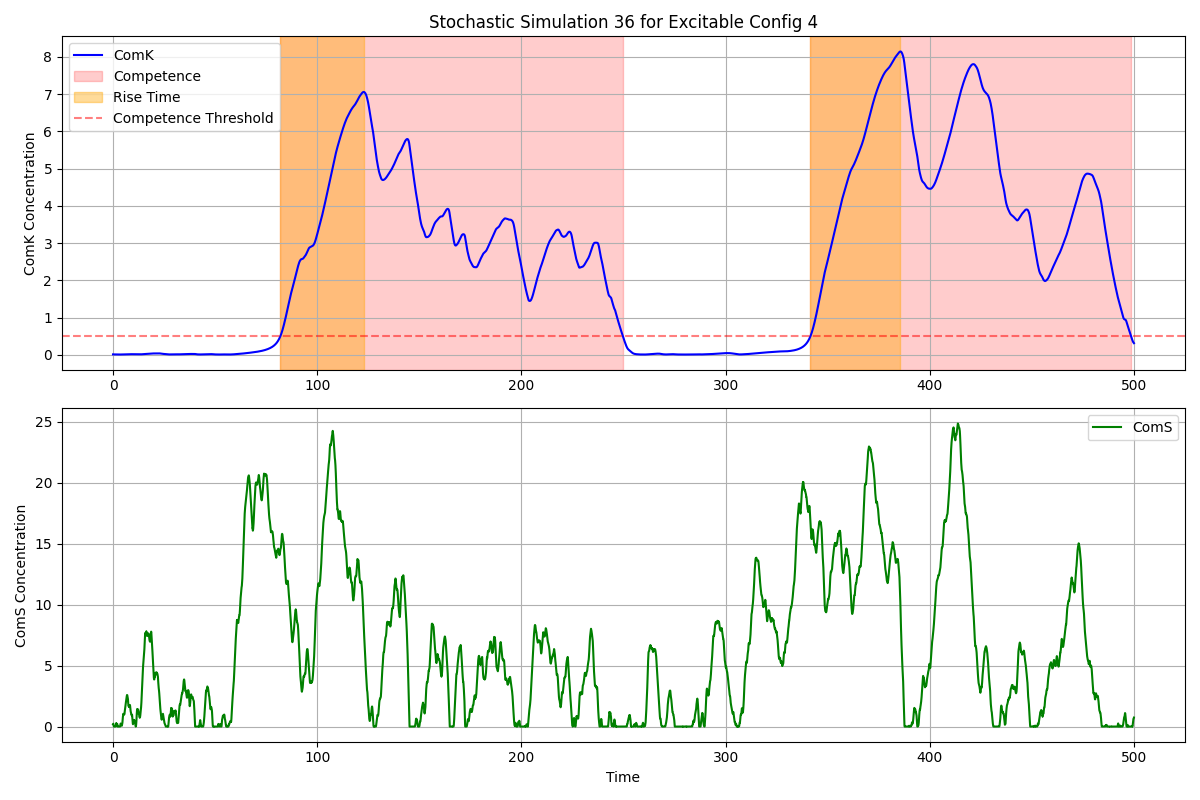 Stochastic Simulation 36 for Excitable Config 4
ComK Concentration
8
7
6
5
4
3
2
1
0
ComK
Competence
Rise Time
Competence Threshold
0 100 200 300 400 500
ComS Concentration
25
20
15
10
5
0
ComS
0 100 200 300 400 500
Time